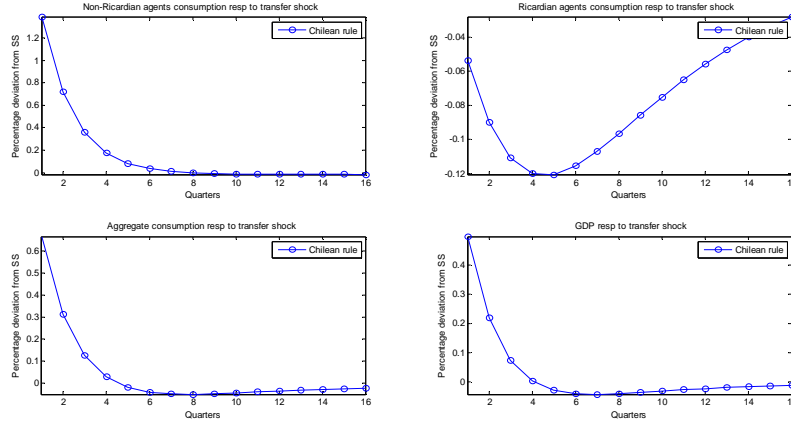 Non-Ricardian agents consumption resp to transfer shock
Percentage deviation from SS
1.2
1
0.8
0.6
0.4
0.2
0
2 4 6 8 10 12 14 16
Quarters
Chilean rule
Ricardian agents consumption resp to transfer shock
Percentage deviation from SS
-0.04
-0.06
-0.08
-0.1
-0.12
2 4 6 8 10 12 14 16
Quarters
Chilean rule
Aggregate consumption resp to transfer shock
Percentage deviation from SS
0.6
0.5
0.4
0.3
0.2
0.1
0
2 4 6 8 10 12 14 16
Quarters
Chilean rule
GDP resp to transfer shock
Percentage deviation from SS
0.4
0.3
0.2
0.1
0
2 4 6 8 10 12 14 16
Quarters
Chilean rule